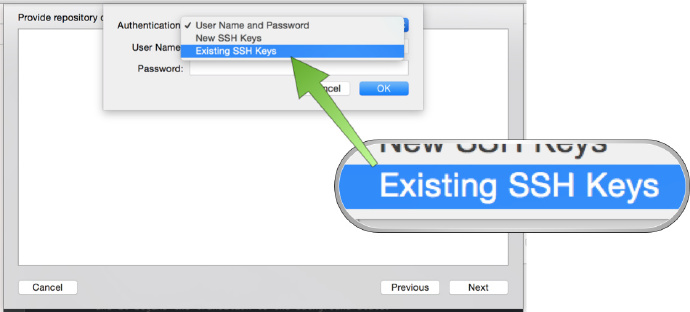 Provide repository
Authentication ✓ User Name and Password
New SSH Keys
User Name
Existing SSH Keys
Password:
OK
New SSH Keys
Existing SSH Keys
Cancel
Previous
Next